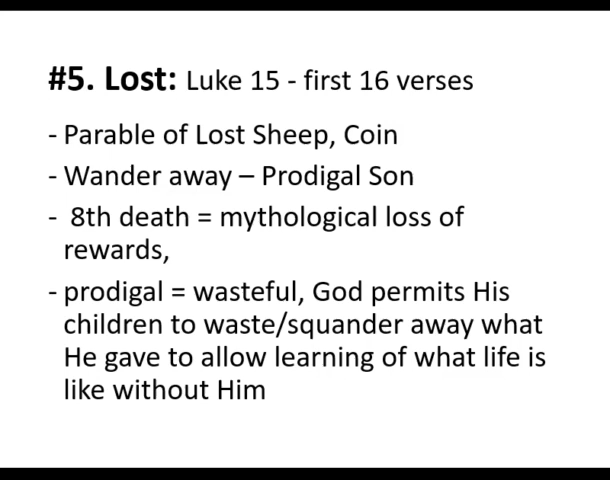 #5. Lost: Luke 15 - first 16 verses
- Parable of Lost Sheep, Coin
- Wander away – Prodigal Son
- 8th death = mythological loss of
rewards,
- prodigal = wasteful, God permits His
children to waste/squander away what
He gave to allow learning of what life is
like without Him